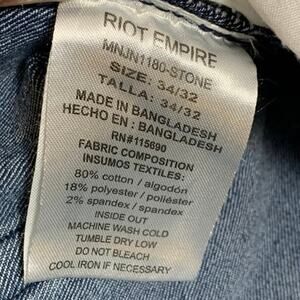 RIOT EMPIRE
MNJN1180-STONE
SIZE: 34/32
TALLA: 34/32
MADE IN BANGLADESH
HECHO EN : BANGLADESH
RN#115690
FABRIC COMPOSITION
INSUMOS TEXTILES:
80% cotton / algodón
18% polyester / poliéster
2% spandex / spandex
INSIDE OUT
MACHINE WASH COLD
TUMBLE DRY LOW
DO NOT BLEACH
COOL IRON IF NECESSARY